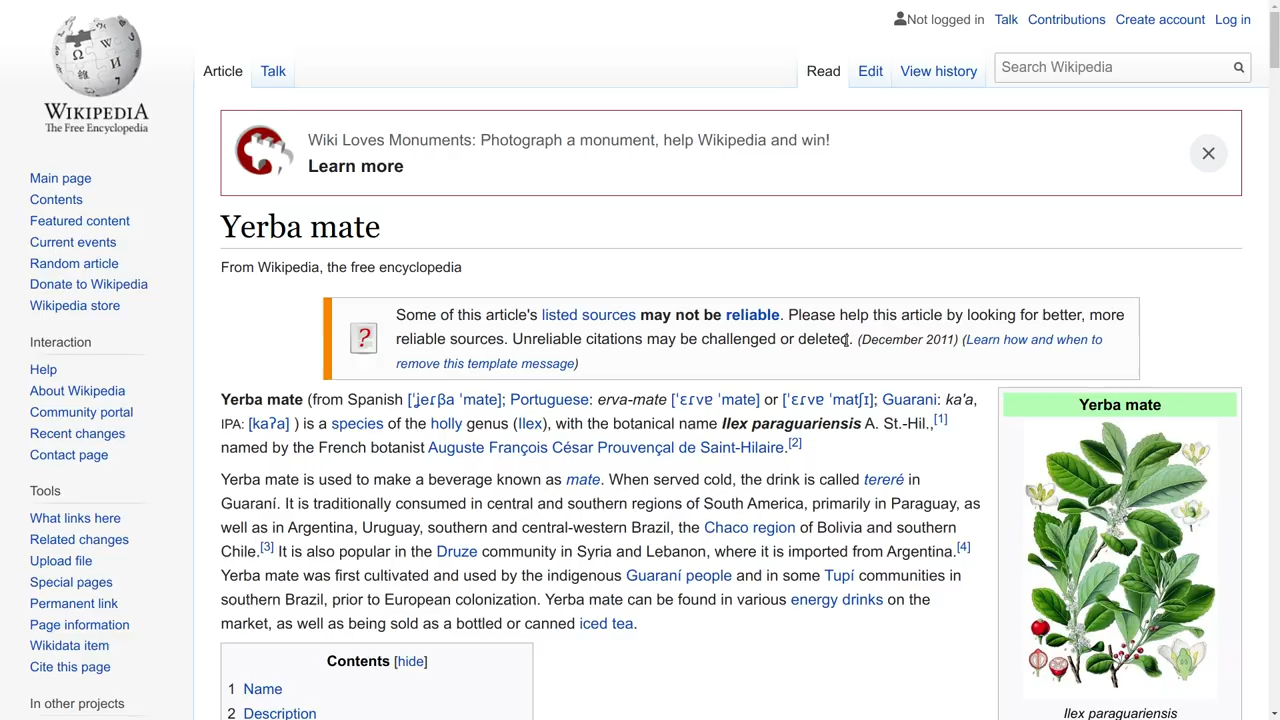 Not logged in Talk Contributions Create account Log in
WIKIPEDIA
The Free Encyclopedia
Article Talk Read Edit View history Search Wikipedia
Main page
Contents
Featured content
Current events
Random article
Donate to Wikipedia
Wikipedia store
Interaction
Help
About Wikipedia
Community portal
Recent changes
Contact page
Tools
What links here
Related changes
Upload file
Special pages
Permanent link
Page information
Wikidata item
Cite this page
In other projects
Wiki Loves Monuments: Photograph a monument, help Wikipedia and win!
Learn more
Yerba mate
From Wikipedia, the free encyclopedia
Some of this article's listed sources may not be reliable. Please help this article by looking for better, more
reliable sources. Unreliable citations may be challenged or deleted. (December 2011) (Learn how and when to
remove this template message)
Yerba mate (from Spanish [ˈɟeɾβa ˈmate]; Portuguese: erva-mate [ˈɛɾvɐ ˈmate] or [ˈɛɾvɐ ˈmatʃɪ]; Guarani: ka'a,
IPA: [kaʔa] ) is a species of the holly genus (Ilex), with the botanical name Ilex paraguariensis A. St.-Hil.,[1]
named by the French botanist Auguste François César Prouvençal de Saint-Hilaire.[2]
Yerba mate is used to make a beverage known as mate. When served cold, the drink is called tereré in
Guaraní. It is traditionally consumed in central and southern regions of South America, primarily in Paraguay, as
well as in Argentina, Uruguay, southern and central-western Brazil, the Chaco region of Bolivia and southern
Chile.[3] It is also popular in the Druze community in Syria and Lebanon, where it is imported from Argentina.[4]
Yerba mate was first cultivated and used by the indigenous Guaraní people and in some Tupí communities in
southern Brazil, prior to European colonization. Yerba mate can be found in various energy drinks on the
market, as well as being sold as a bottled or canned iced tea.
Contents [hide]
1 Name
2 Description
Yerba mate
Ilex paraguariensis